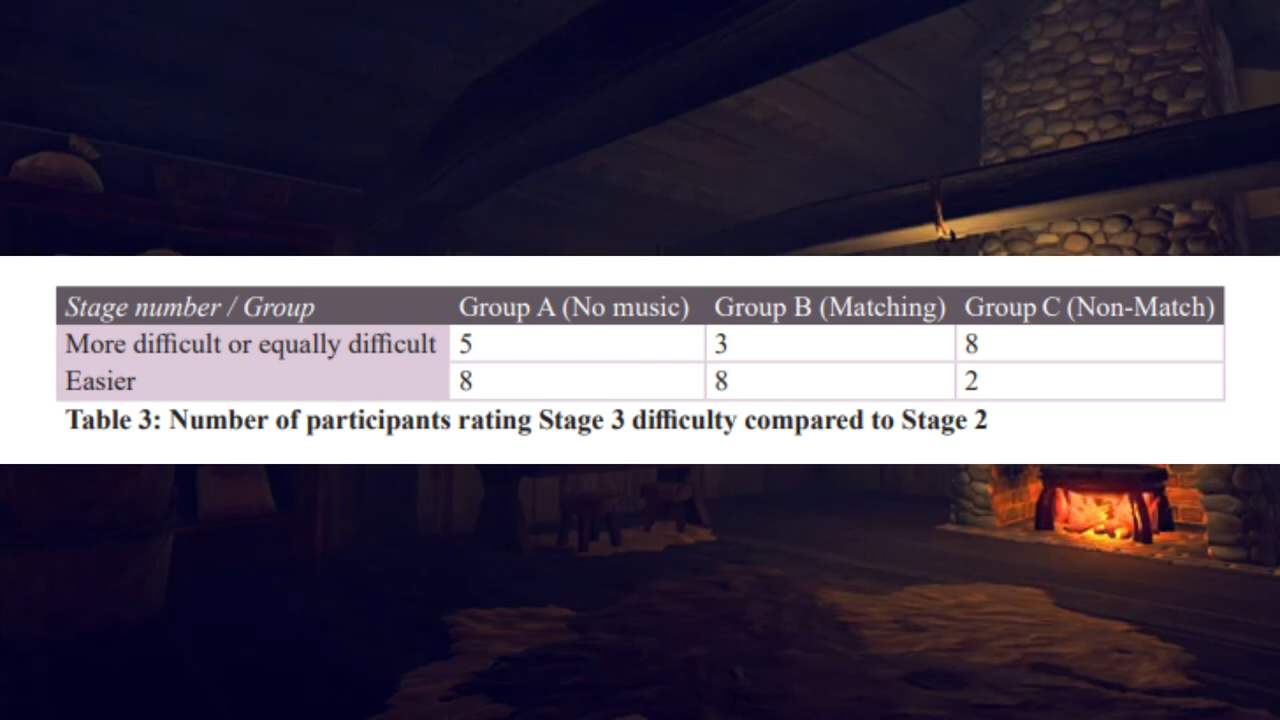 Stage number / Group Group A (No music) Group B (Matching) Group C (Non-Match)
More difficult or equally difficult 5 3 8
Easier 8 8 2
Table 3: Number of participants rating Stage 3 difficulty compared to Stage 2